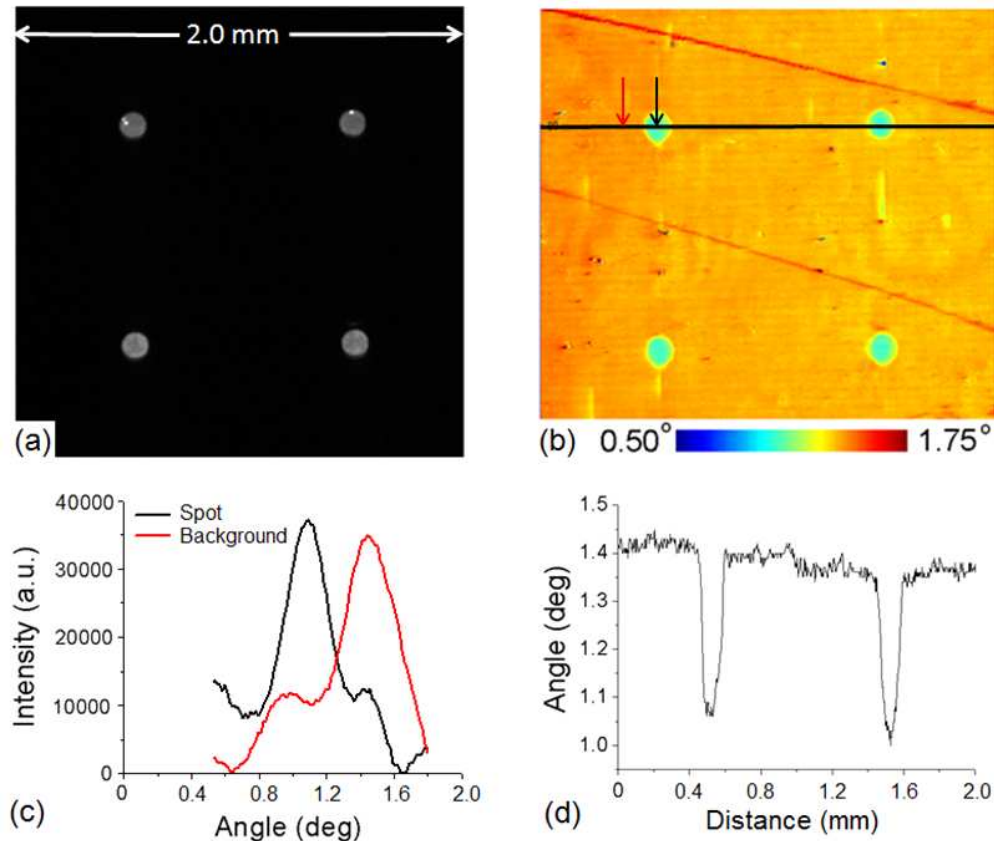 2.0 mm
(a)
(b) 0.50° 1.75°
40000
30000
20000
10000
0
Intensity (a.u.)
Spot
Background
0 0.4 0.8 1.2 1.6 2.0
Angle (deg)
(c)
1.5
1.4
1.3
1.2
1.1
1.0
Angle (deg)
0.0 0.4 0.8 1.2 1.6 2.0
Distance (mm)
(d)